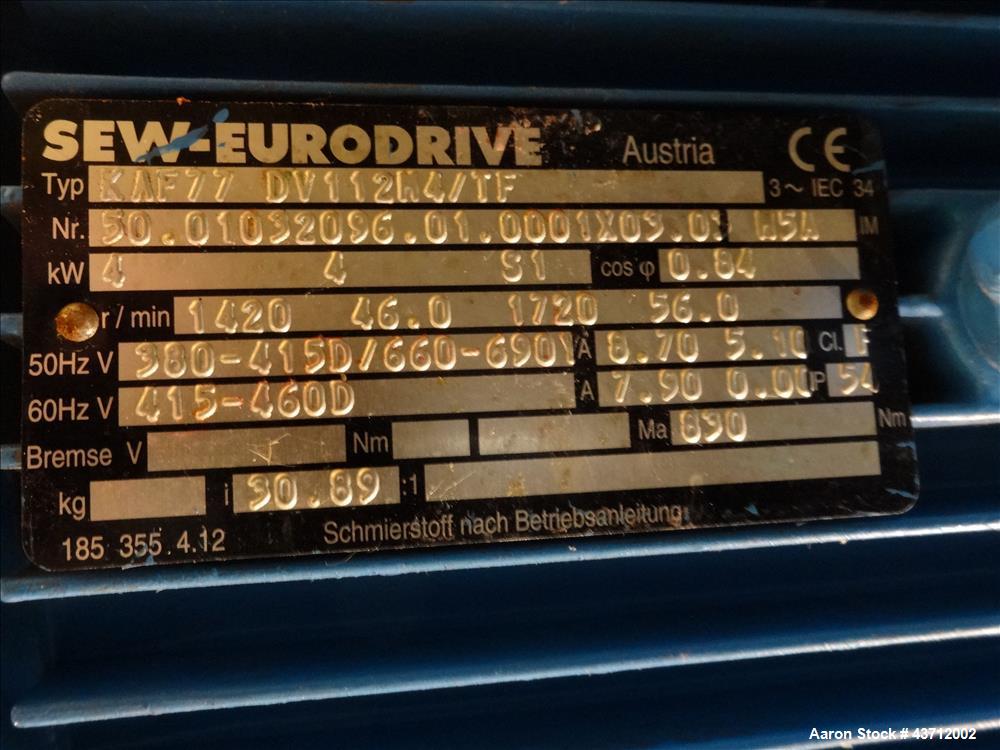 SEW-EURODRIVE Austria CE
Typ KAF77 DV112M4/TF 3~ IEC 34
Nr. 50.01032096.01.0001X09.03 M5A IM
kW 4 4 S1 cos φ 0.84
r/min 1420 46.0 1720 56.0
50Hz V 380-415D/660-690Y A 8.70 5.10 Cl. F
60Hz V 415-460D A 7.90 0.00 IP 54
Bremse V Nm Ma 890 Nm
kg i 30.89 :1
185 355.4.12 Schmierstoff nach Betriebsanleitung
Aaron Stock # 43712002